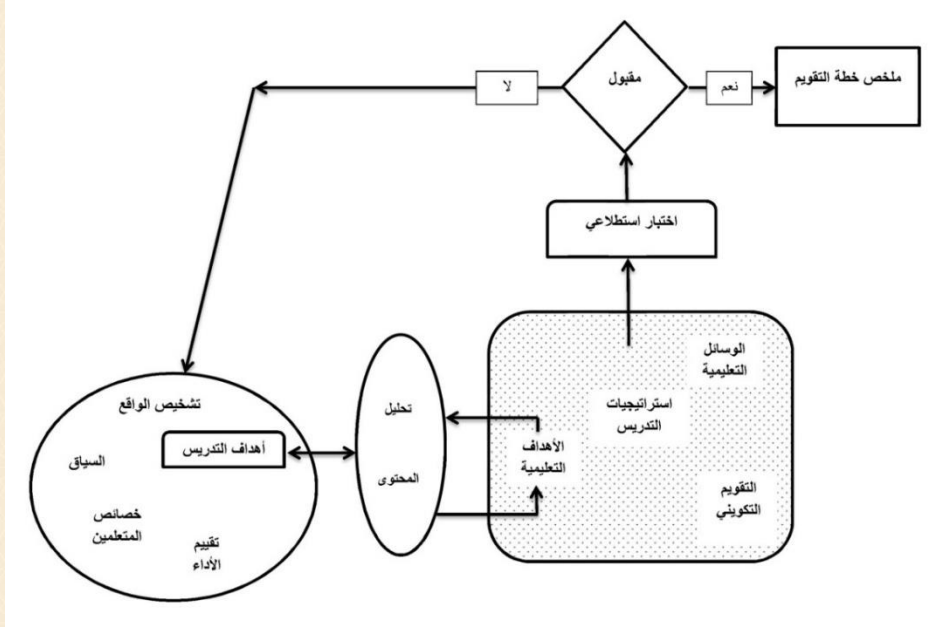 مقبول
نعم
لا
ملخص خطة التقويم
اختبار استطلاعي
الوسائل
التعليمية
استراتيجيات
التدريس
الأهداف
التعليمية
التقويم
التكويني
تحليل
المحتوى
تشخيص الواقع
أهداف التدريس
السياق
خصائص
المتعلمين
تقييم
الأداء